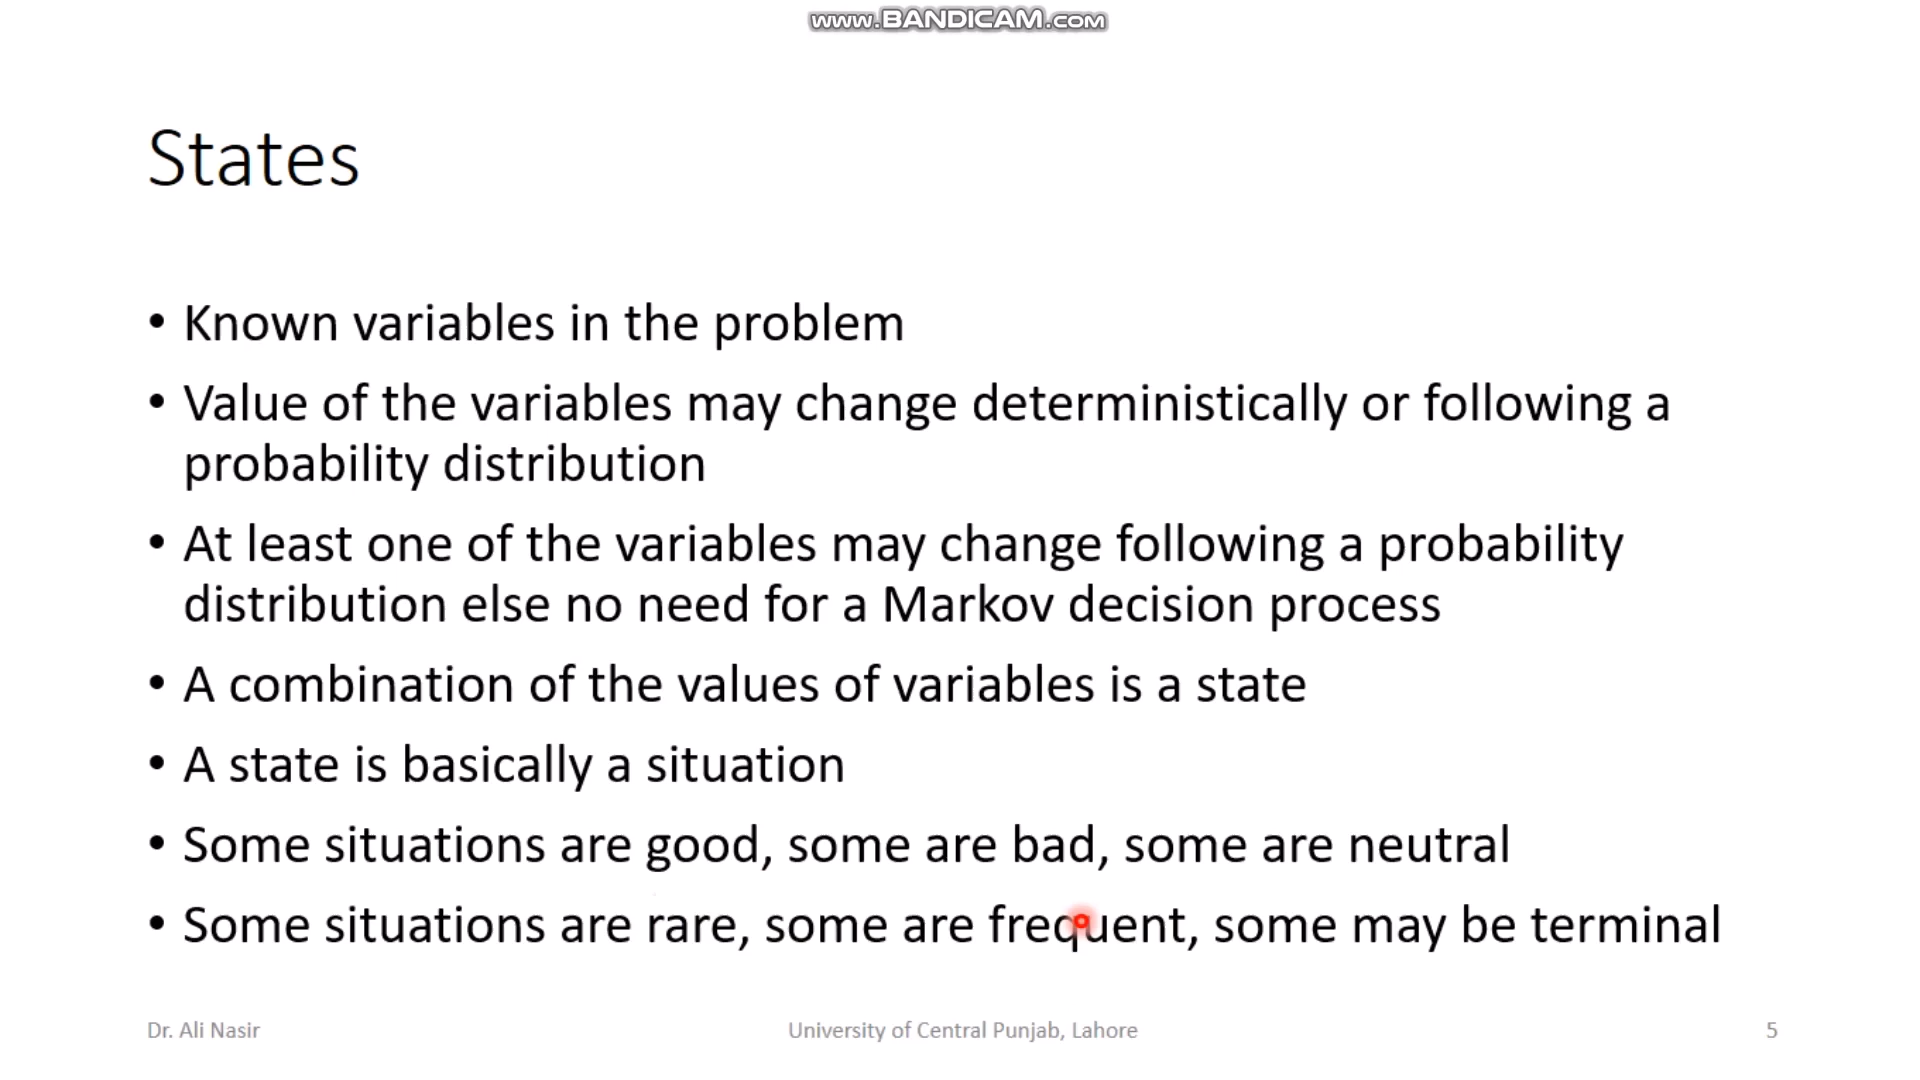 www.BANDICAM.com
States
• Known variables in the problem
• Value of the variables may change deterministically or following a
probability distribution
• At least one of the variables may change following a probability
distribution else no need for a Markov decision process
• A combination of the values of variables is a state
• A state is basically a situation
• Some situations are good, some are bad, some are neutral
• Some situations are rare, some are frequent, some may be terminal
Dr. Ali Nasir
University of Central Punjab, Lahore
5